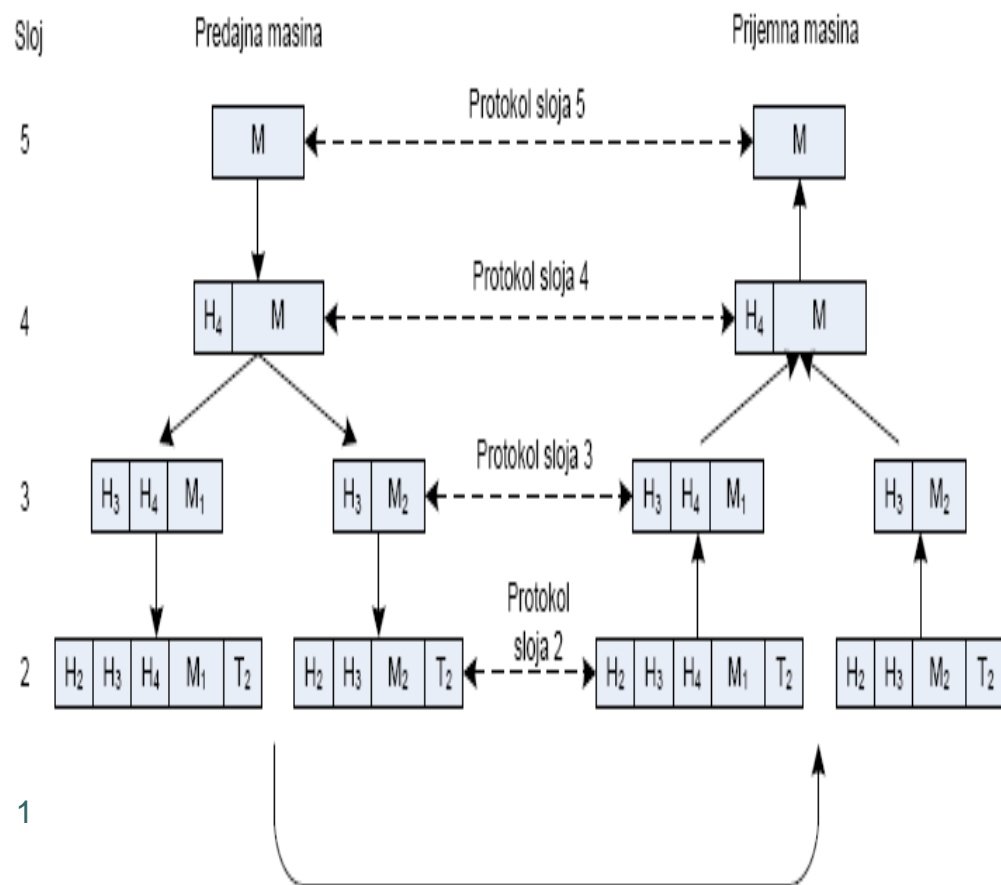 Sloj Predajna masina Prijemna masina
Protokol sloja 5
5 M M
Protokol sloja 4
4 H₄ M H₄ M
Protokol sloja 3
3 H₃ H₄ M₁ H₃ M₂ H₃ H₄ M₁ H₃ M₂
Protokol
sloja 2
2 H₂ H₃ H₄ M₁ T₂ H₂ H₃ M₂ T₂ H₂ H₃ H₄ M₁ T₂ H₂ H₃ M₂ T₂
1